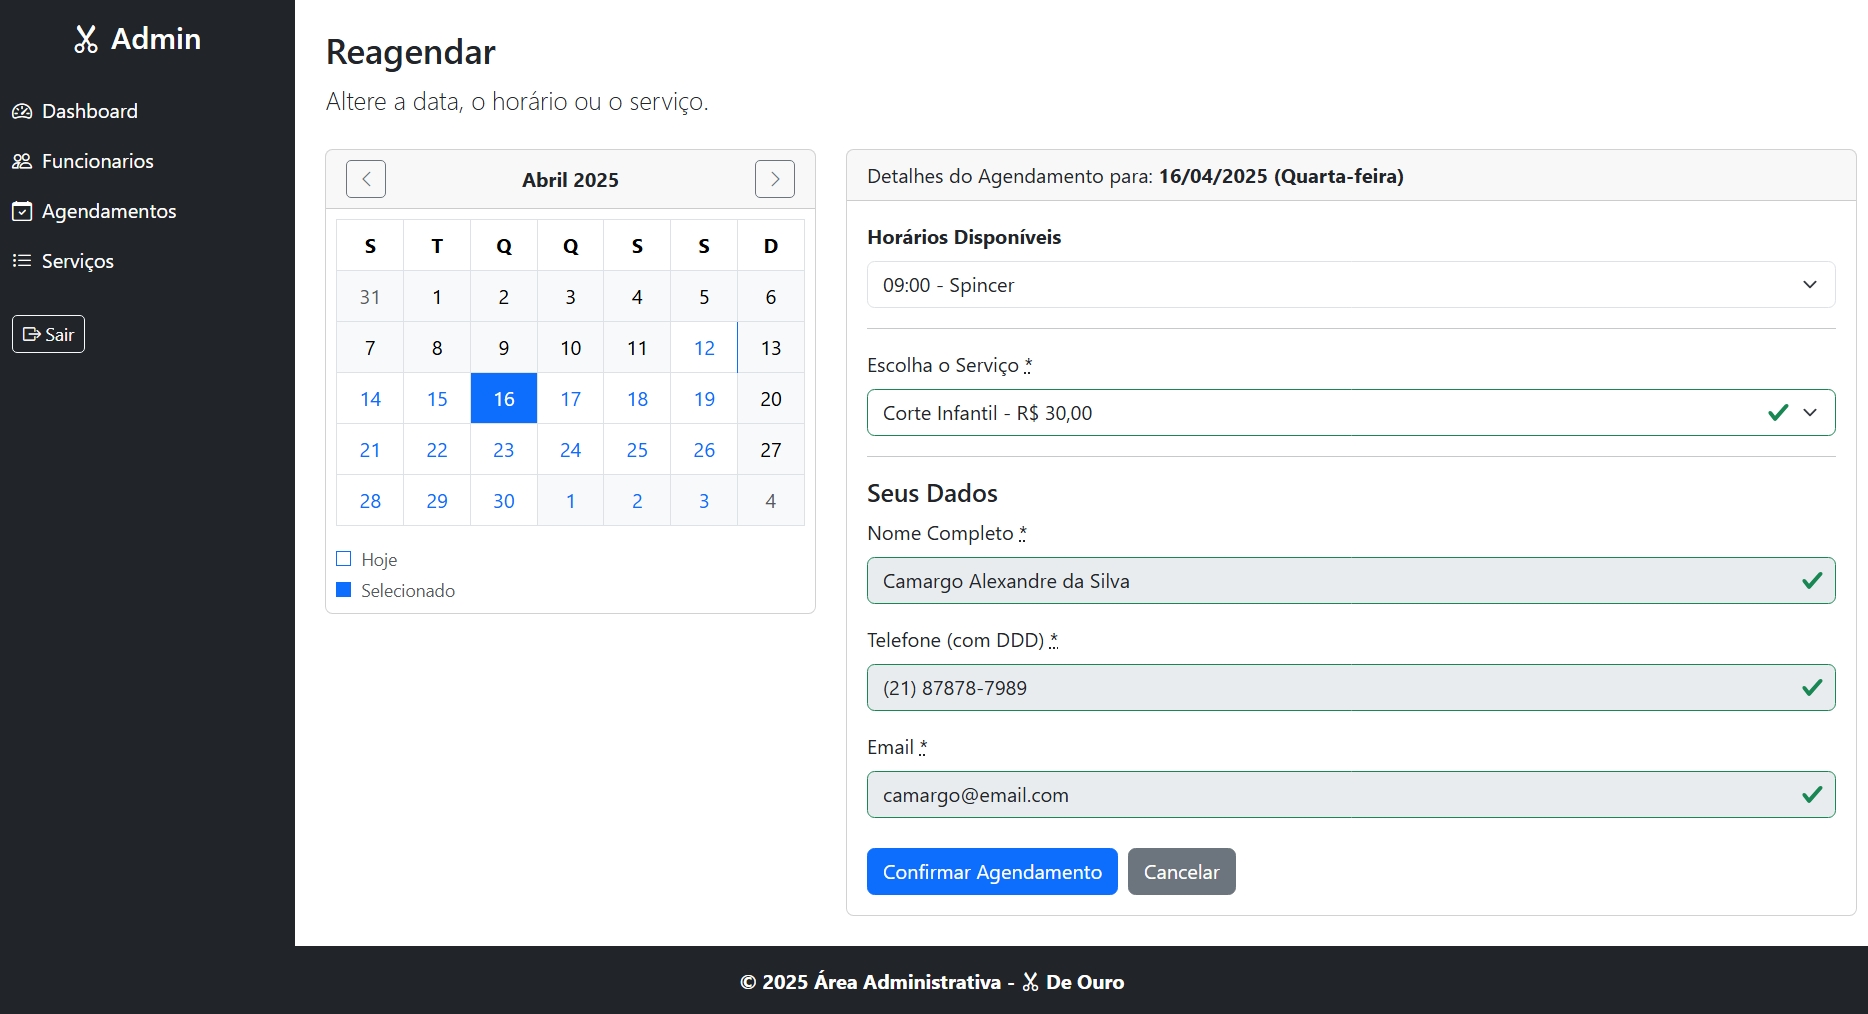 Admin
Dashboard
Funcionarios
Agendamentos
Serviços
Sair
Reagendar
Altere a data, o horário ou o serviço.
Abril 2025
S T Q Q S S D
31 1 2 3 4 5 6
7 8 9 10 11 12 13
14 15 16 17 18 19 20
21 22 23 24 25 26 27
28 29 30 1 2 3 4
Hoje
Selecionado
Detalhes do Agendamento para: 16/04/2025 (Quarta-feira)
Horários Disponíveis
09:00 - Spincer
Escolha o Serviço *
Corte Infantil - R$ 30,00
Seus Dados
Nome Completo *
Camargo Alexandre da Silva
Telefone (com DDD) *
(21) 87878-7989
Email *
camargo@email.com
Confirmar Agendamento Cancelar
© 2025 Área Administrativa - De Ouro